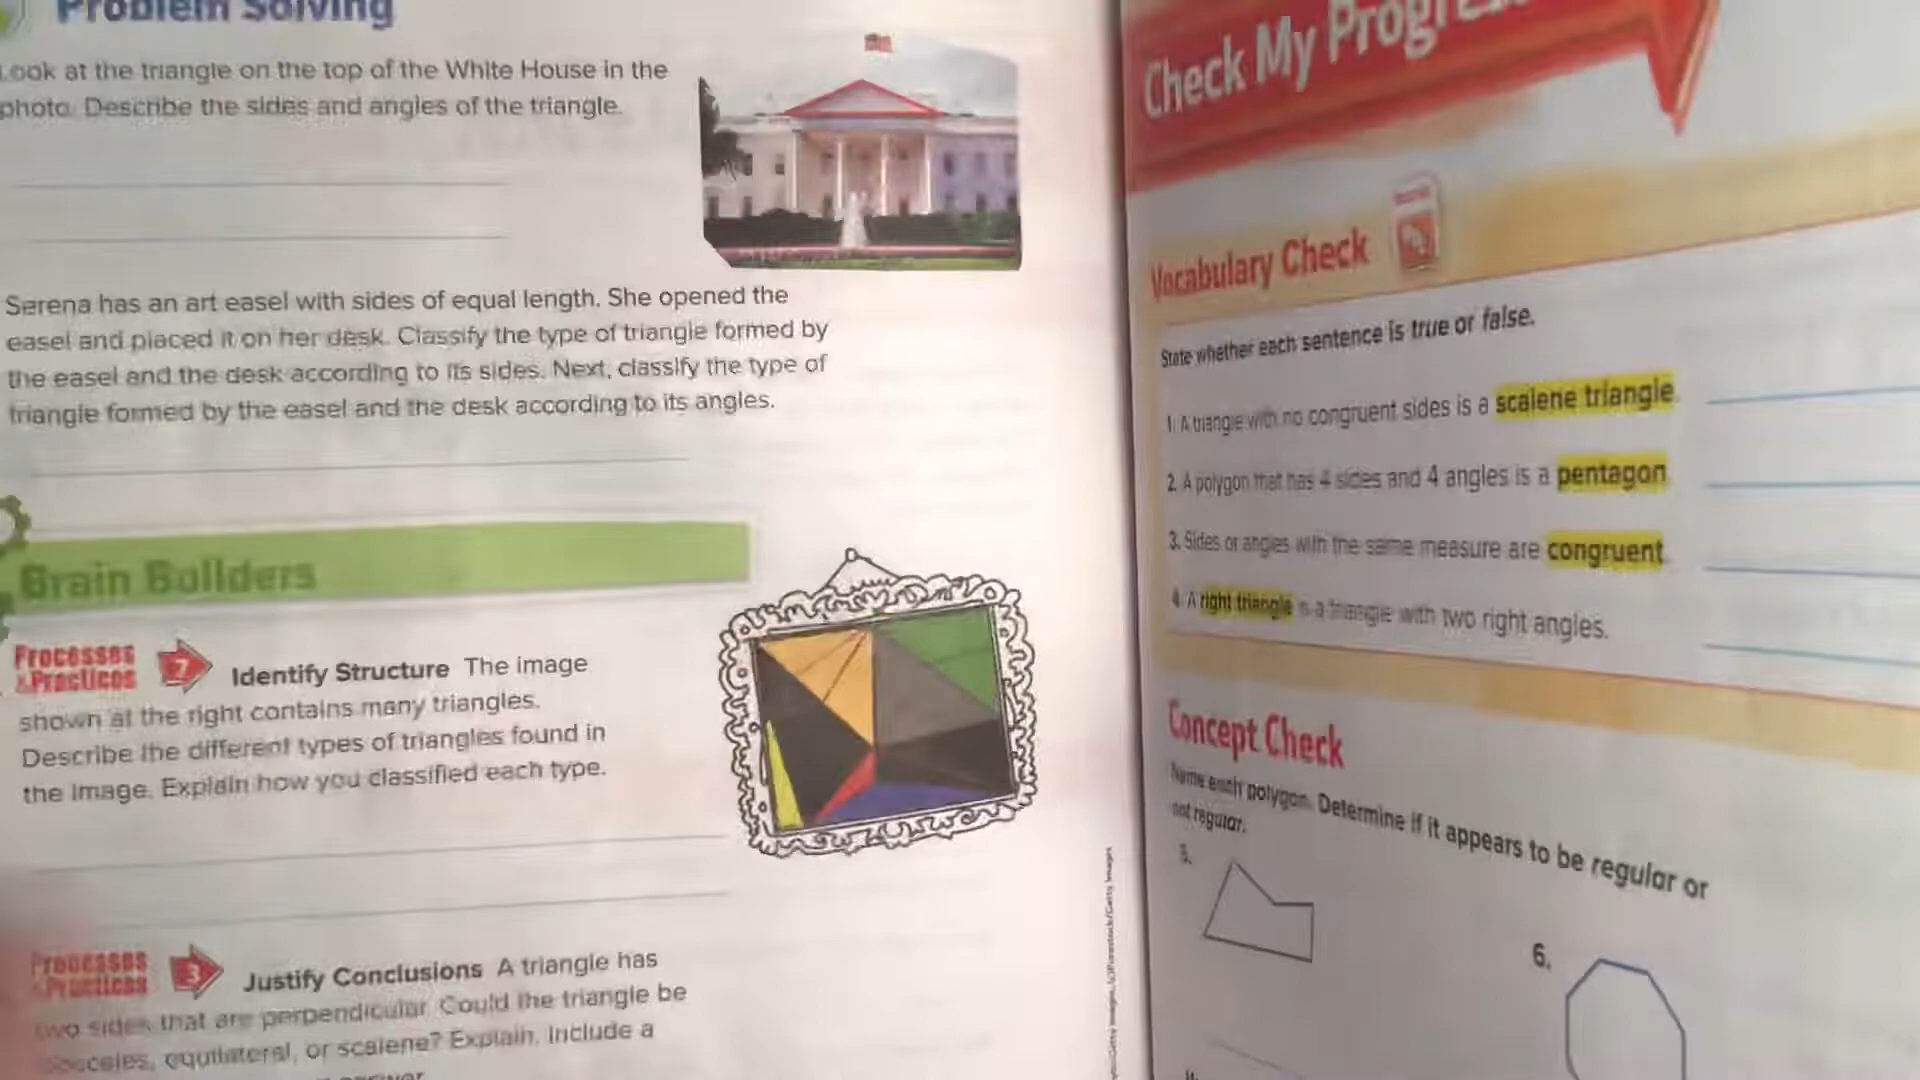 Problem Solving
Look at the triangle on the top of the White House in the
photo. Describe the sides and angles of the triangle.
Serena has an art easel with sides of equal length. She opened the
easel and placed it on her desk. Classify the type of triangle formed by
the easel and the desk according to its sides. Next, classify the type of
triangle formed by the easel and the desk according to its angles.
Brain Builders
Processes
&Practices 7 Identify Structure The image
shown at the right contains many triangles.
Describe the different types of triangles found in
the image. Explain how you classified each type.
Processes
&Practices 3 Justify Conclusions A triangle has
two sides that are perpendicular. Could the triangle be
isosceles, equilateral, or scalene? Explain. Include a
Check My
Vocabulary Check
State whether each sentence is true or false.
1. A triangle with no congruent sides is a scalene triangle.
2. A polygon that has 4 sides and 4 angles is a pentagon.
3. Sides or angles with the same measure are congruent.
4. A right triangle is a triangle with two right angles.
Concept Check
Name each polygon. Determine if it appears to be regular or
not regular.
5.
6.